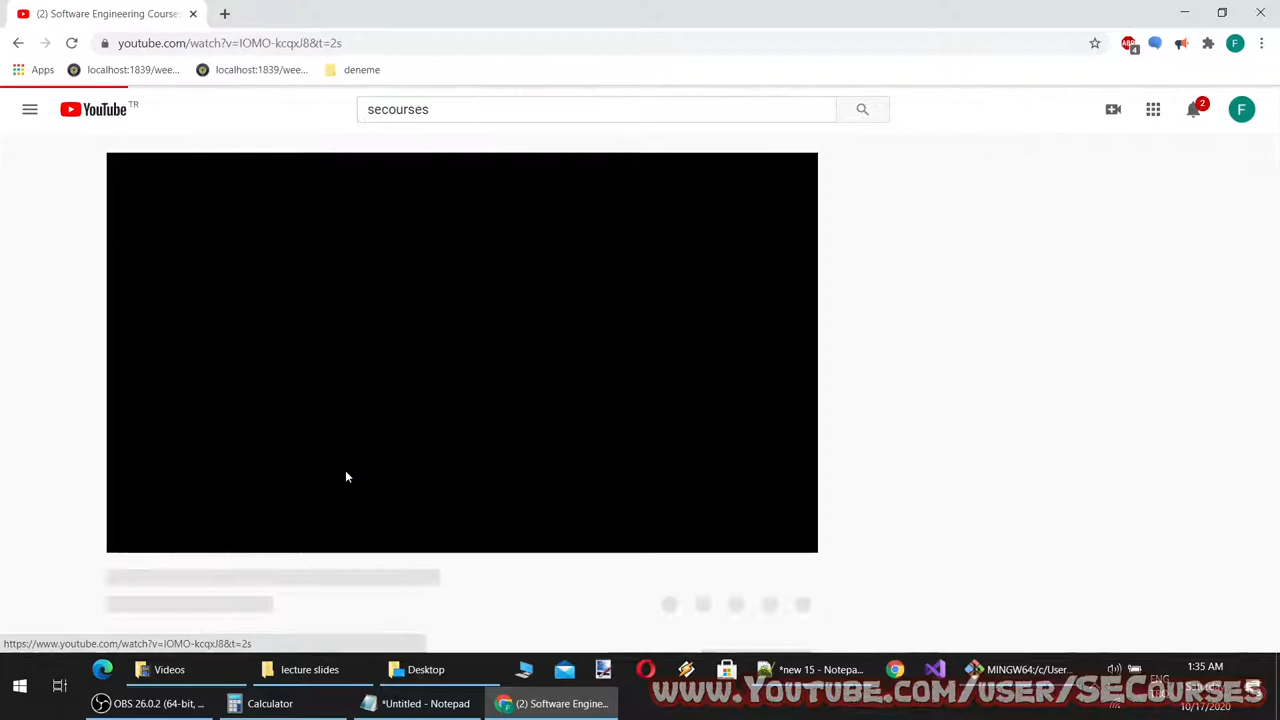 (2) Software Engineering Course
youtube.com/watch?v=IOMO-kcqxJ8&t=2s
ABP
4
F
Apps
localhost:1839/wee...
localhost:1839/wee...
deneme
YouTube TR
secourses
2
F
https://www.youtube.com/watch?v=IOMO-kcqxJ8&t=2s
Videos
lecture slides
Desktop
*new 15 - Notepa...
MINGW64:/c/User...
ENG
1:35 AM
OBS 26.0.2 (64-bit, ...
Calculator
*Untitled - Notepad
(2) Software Engine...
10/17/2020
www.Youtube.com/user/SECourses